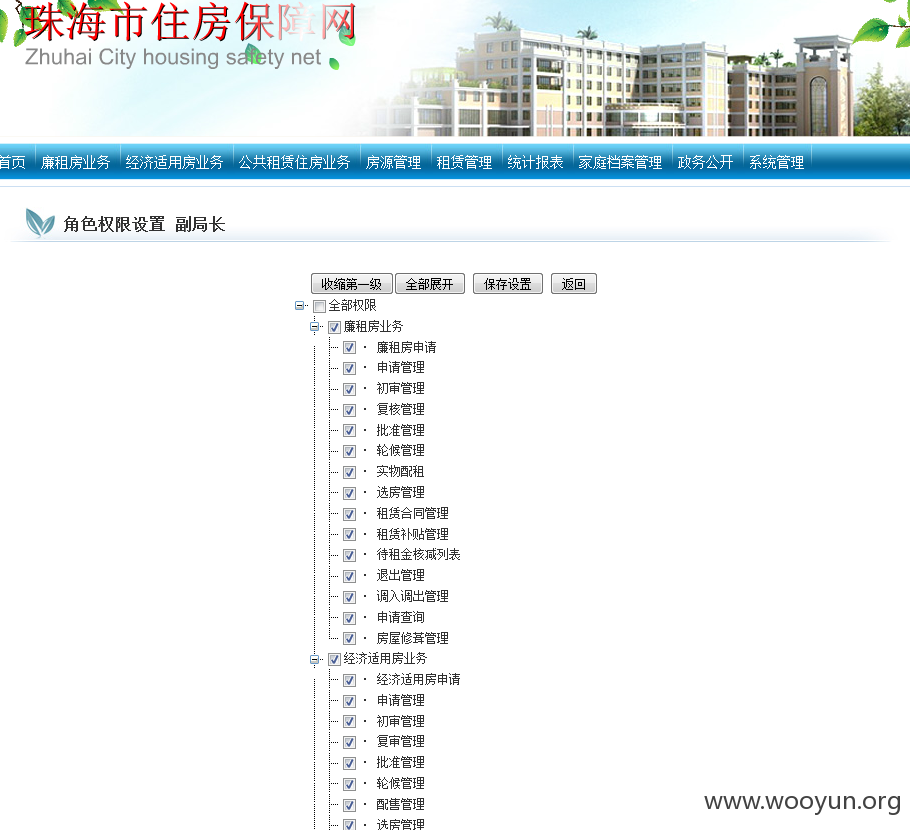 珠海市住房保障网
Zhuhai City housing safety net
首页 廉租房业务 经济适用房业务 公共租赁住房业务 房源管理 租赁管理 统计报表 家庭档案管理 政务公开 系统管理
角色权限设置 副局长
收缩第一级 全部展开 保存设置 返回
全部权限
廉租房业务
· 廉租房申请
· 申请管理
· 初审管理
· 复核管理
· 批准管理
· 轮候管理
· 实物配租
· 选房管理
· 租赁合同管理
· 租赁补贴管理
· 待租金核减列表
· 退出管理
· 调入调出管理
· 申请查询
· 房屋修葺管理
经济适用房业务
· 经济适用房申请
· 申请管理
· 初审管理
· 复审管理
· 批准管理
· 轮候管理
· 配售管理
· 选房管理
www.wooyun.org